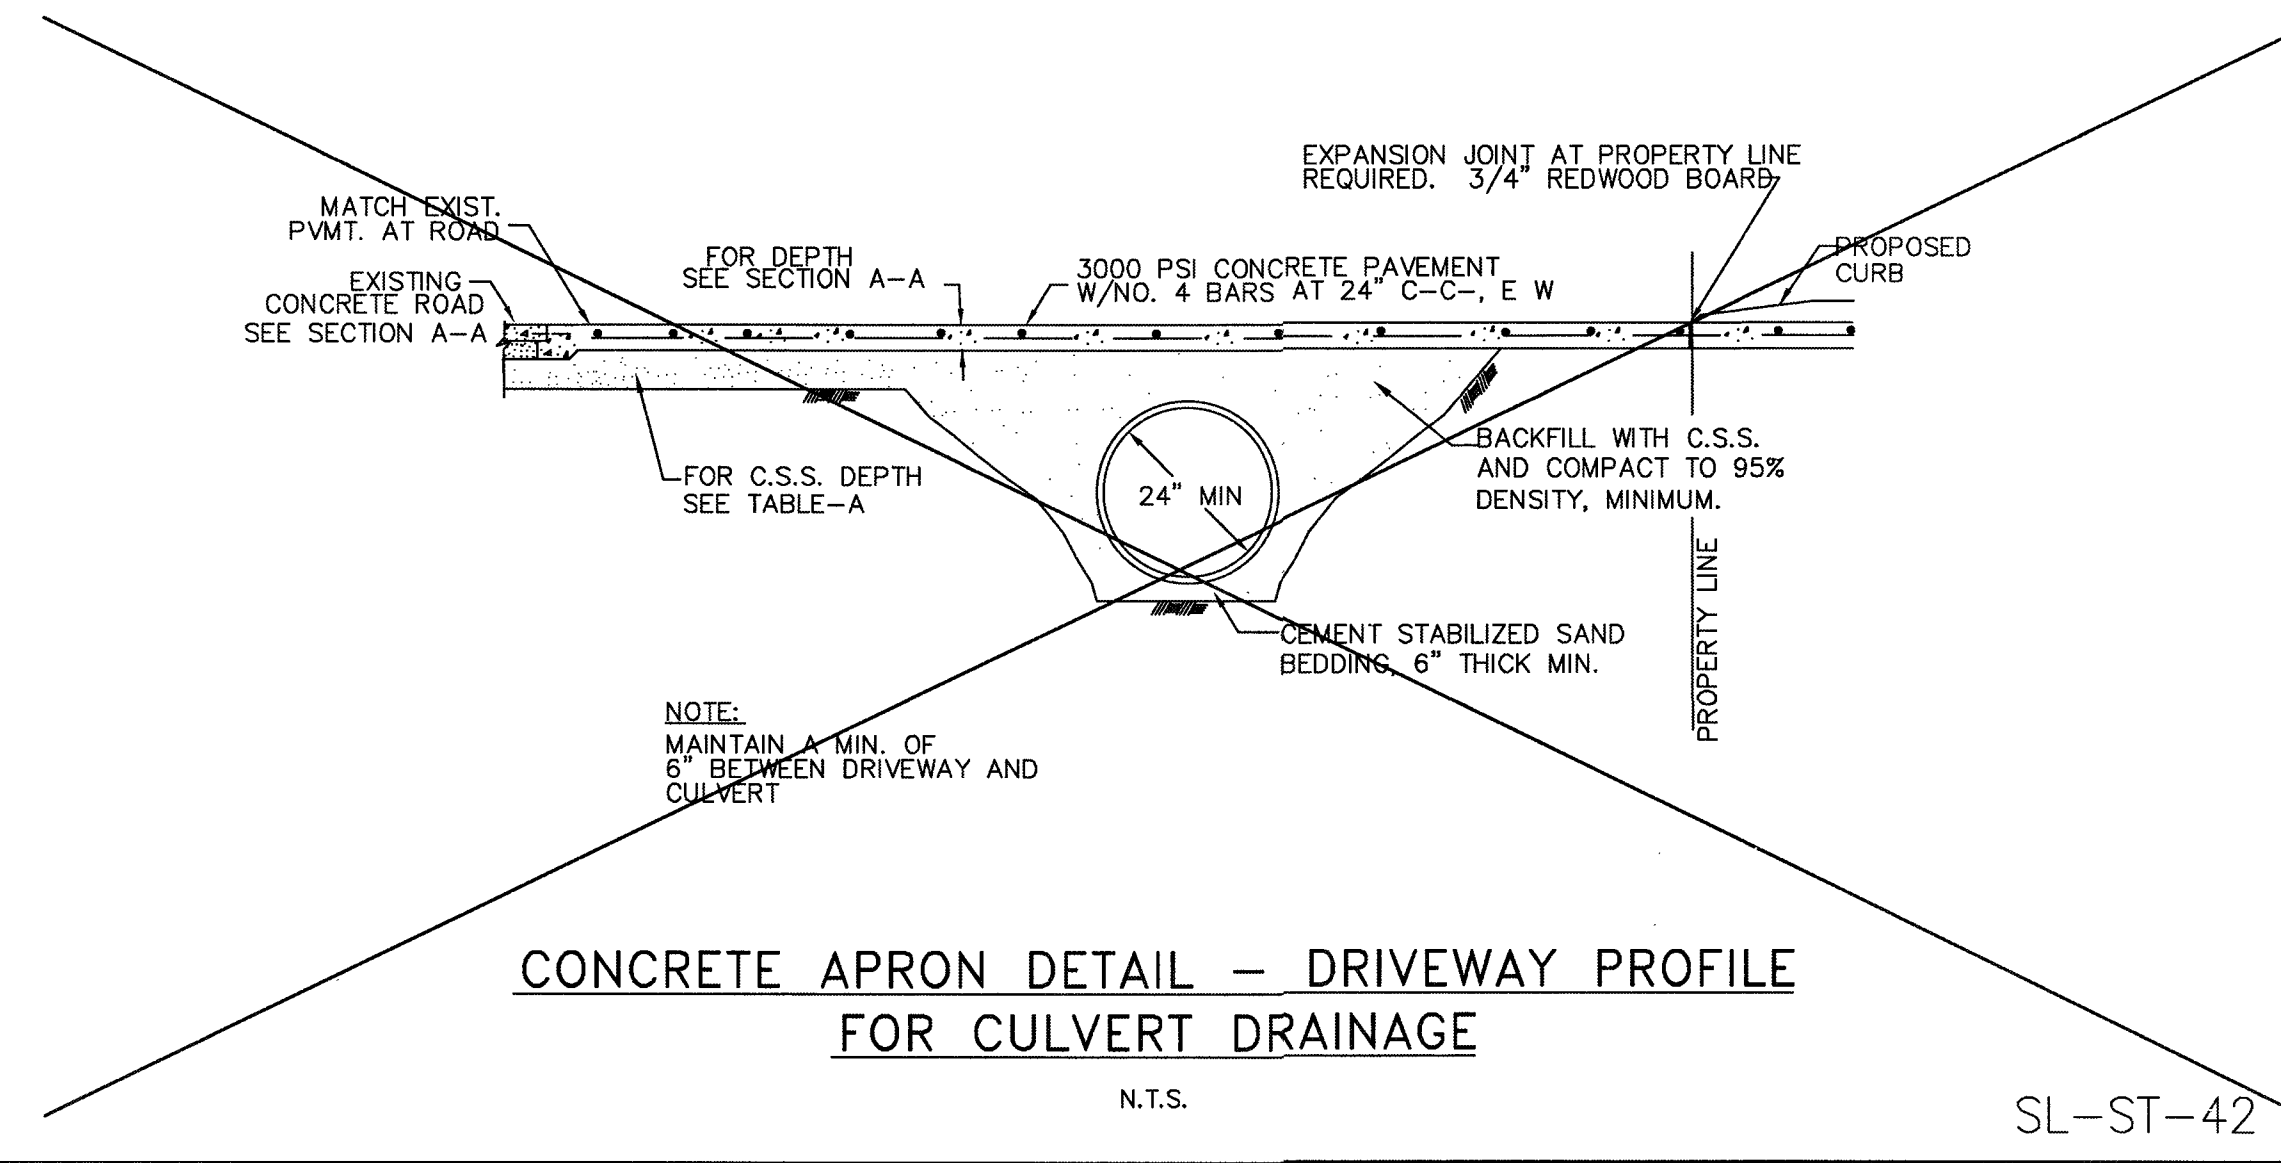 EXPANSION JOINT AT PROPERTY LINE
REQUIRED. 3/4" REDWOOD BOARD
MATCH EXIST.
PVMT. AT ROAD
PROPOSED
CURB
FOR DEPTH
SEE SECTION A-A
3000 PSI CONCRETE PAVEMENT
W/NO. 4 BARS AT 24" C-C-, E W
EXISTING
CONCRETE ROAD
SEE SECTION A-A
BACKFILL WITH C.S.S.
AND COMPACT TO 95%
DENSITY, MINIMUM.
FOR C.S.S. DEPTH
SEE TABLE-A
24" MIN
PROPERTY LINE
CEMENT STABILIZED SAND
BEDDING, 6" THICK MIN.
NOTE:
MAINTAIN A MIN. OF
6" BETWEEN DRIVEWAY AND
CULVERT
CONCRETE APRON DETAIL - DRIVEWAY PROFILE
FOR CULVERT DRAINAGE
N.T.S.
SL-ST-42